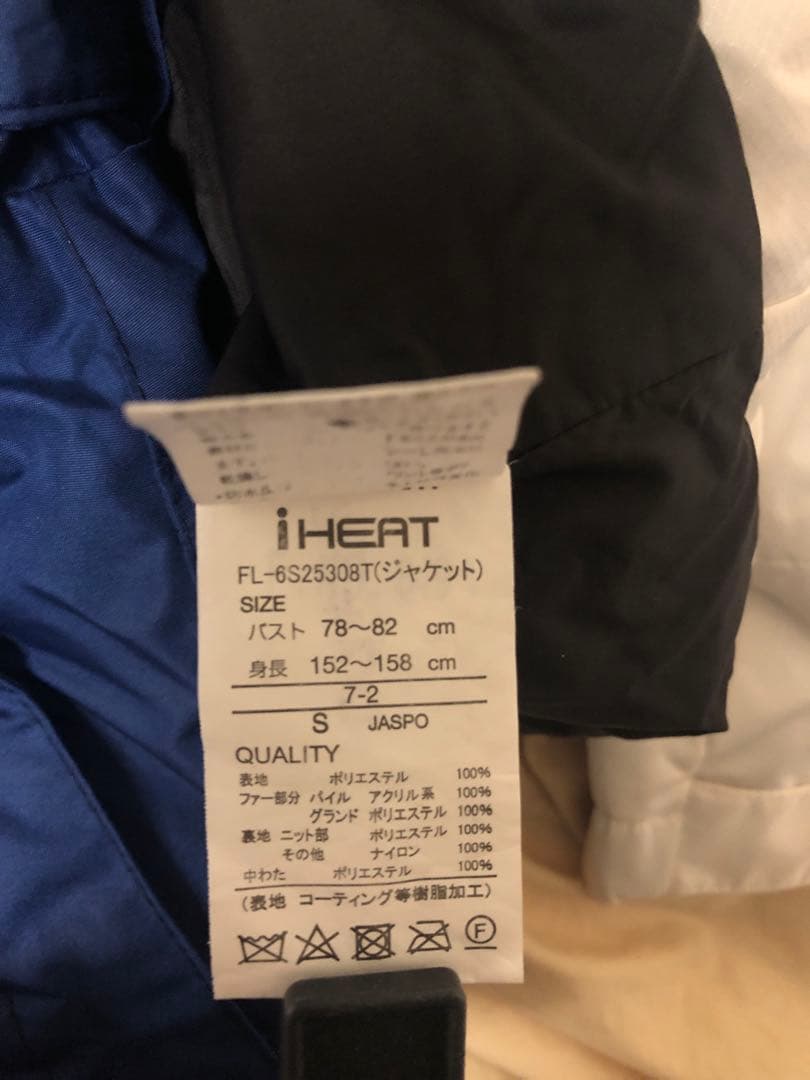 iHEAT
FL-6S25308T(ジャケット)
SIZE
バスト 78～82 cm
身長 152～158 cm
7-2
S JASPO
QUALITY
表地 ポリエステル 100%
ファー部分 パイル アクリル系 100%
グランド ポリエステル 100%
裏地 ニット部 ポリエステル 100%
その他 ナイロン 100%
中わた ポリエステル 100%
(表地 コーティング等樹脂加工)
F